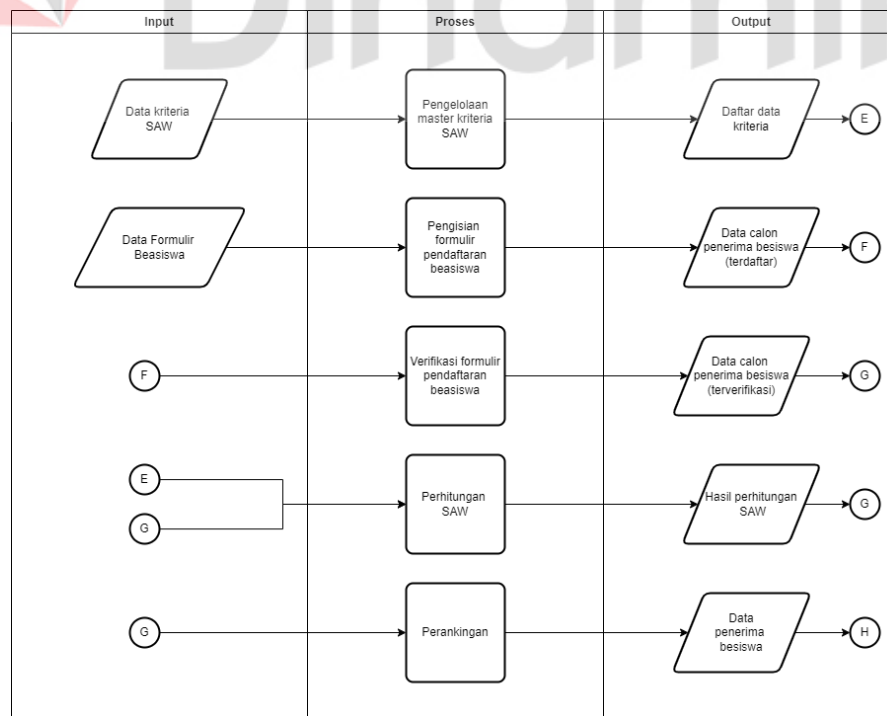 Input
Proses
Output
Data kriteria
SAW
Pengelolaan
master kriteria
SAW
Daftar data
kriteria
E
Data Formulir
Beasiswa
Pengisian
formulir
pendaftaran
beasiswa
Data calon
penerima besiswa
(terdaftar)
F
F
Verifikasi formulir
pendaftaran
beasiswa
Data calon
penerima besiswa
(terverifikasi)
G
E
G
Perhitungan
SAW
Hasil perhitungan
SAW
G
G
Perankingan
Data
penerima
besiswa
H